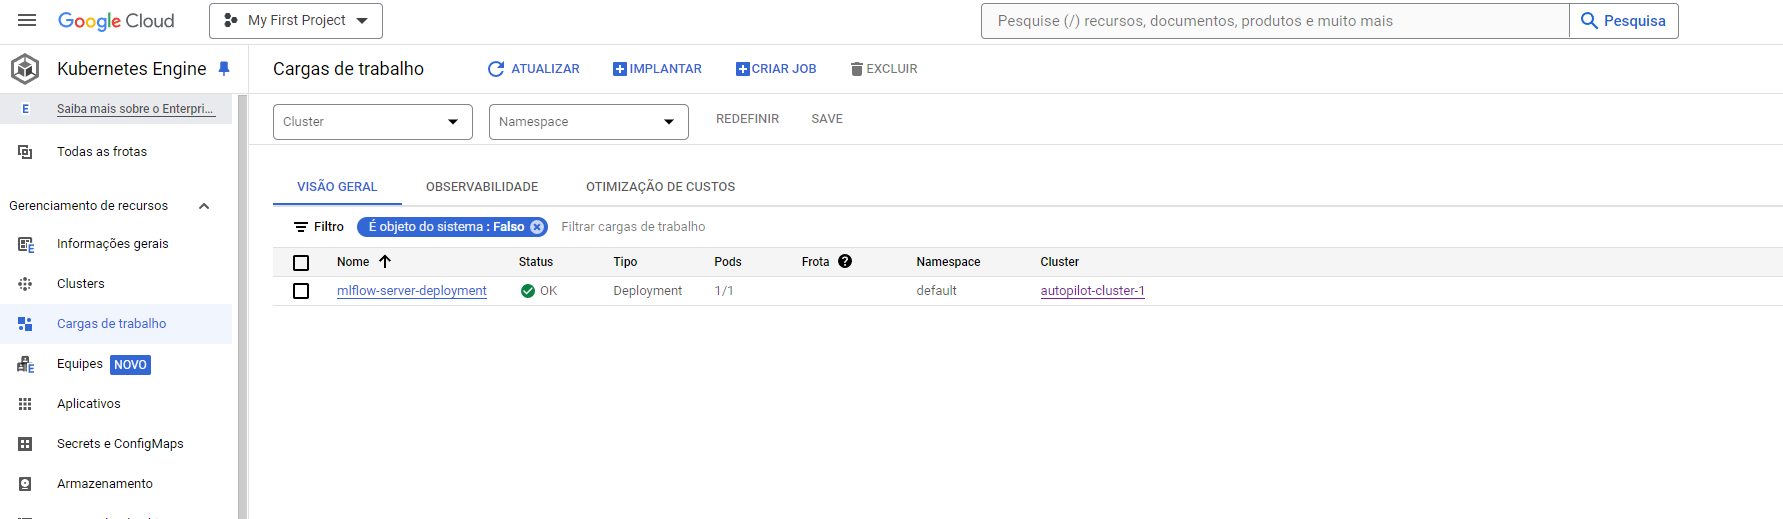 Google Cloud
My First Project
Pesquise (/) recursos, documentos, produtos e muito mais
Pesquisa
Kubernetes Engine
Cargas de trabalho
ATUALIZAR
IMPLANTAR
CRIAR JOB
EXCLUIR
E
Saiba mais sobre o Enterpri...
Cluster
Namespace
REDEFINIR
SAVE
Todas as frotas
VISÃO GERAL
OBSERVABILIDADE
OTIMIZAÇÃO DE CUSTOS
Gerenciamento de recursos
Filtro
É objeto do sistema : Falso
Filtrar cargas de trabalho
E
Informações gerais
Nome
Status
Tipo
Pods
Frota
?
Namespace
Cluster
Clusters
mlflow-server-deployment
OK
Deployment
1/1
default
autopilot-cluster-1
Cargas de trabalho
E
Equipes
NOVO
Aplicativos
Secrets e ConfigMaps
Armazenamento